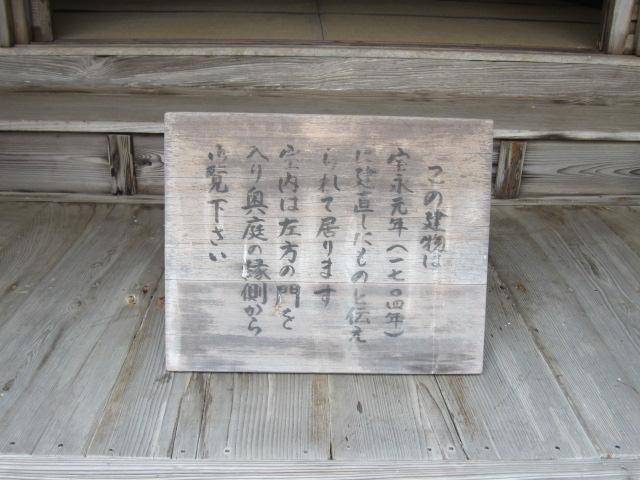 この建物は
宝永元年（一七〇四年）
に建直したものと伝え
られて居ります
室内は左方の門を
入り奥庭の縁側から
御覧下さい